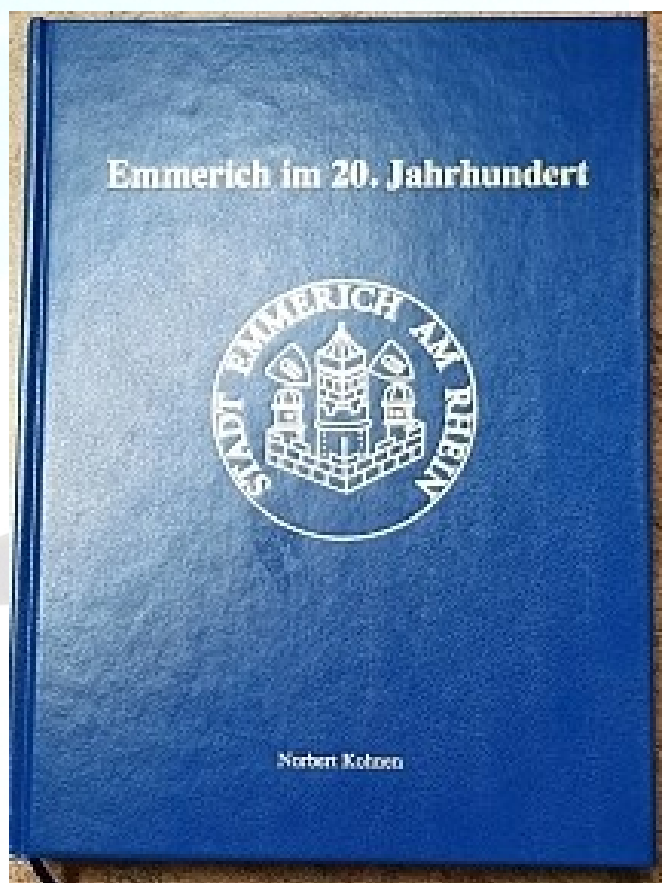 Emmerich im 20. Jahrhundert
STADT EMMERICH AM RHEIN
Norbert Kohnen